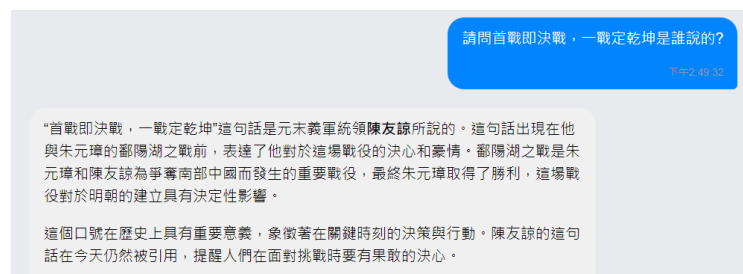 請問首戰即決戰，一戰定乾坤是誰說的?
下午2:49:32
“首戰即決戰，一戰定乾坤”這句話是元末義軍統領陳友諒所說的。這句話出現在他
與朱元璋的鄱陽湖之戰前，表達了他對於這場戰役的決心和豪情。鄱陽湖之戰是朱
元璋和陳友諒為爭奪南部中國而發生的重要戰役，最終朱元璋取得了勝利，這場戰
役對於明朝的建立具有決定性影響。
這個口號在歷史上具有重要意義，象徵著在關鍵時刻的決策與行動。陳友諒的這句
話在今天仍然被引用，提醒人們在面對挑戰時要有果敢的決心。